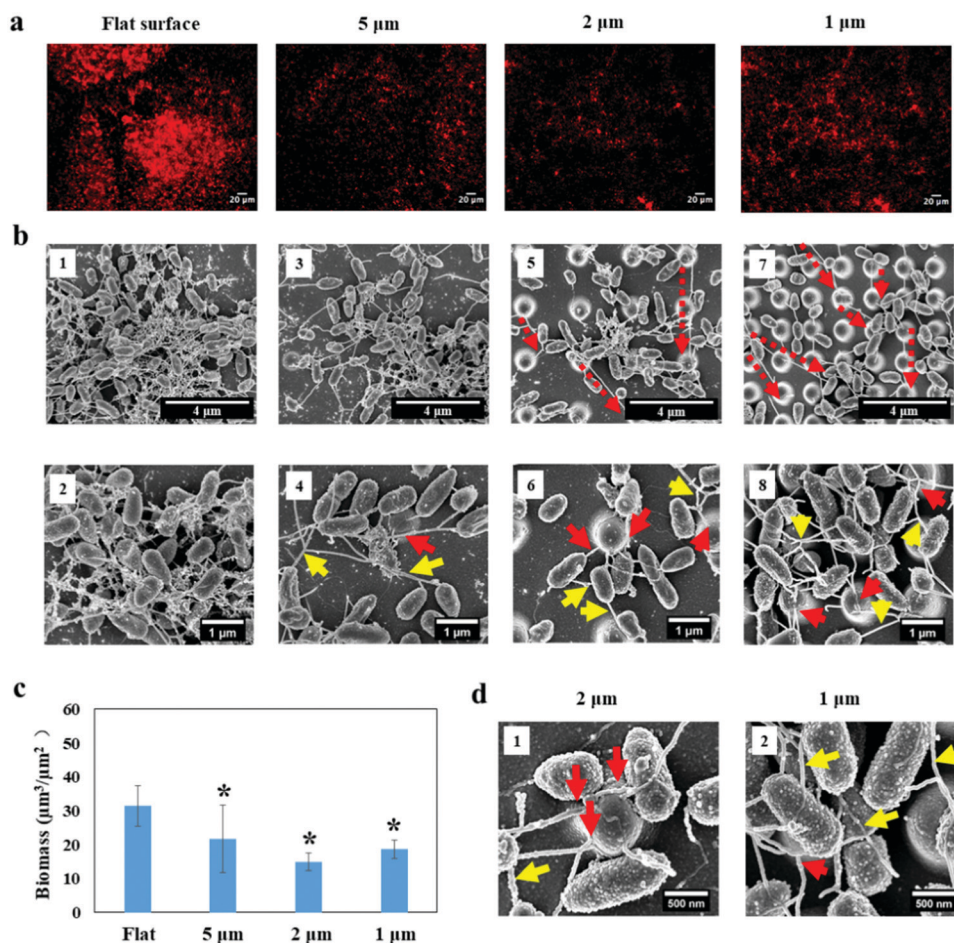 a
Flat surface 5 μm 2 μm 1 μm
20 μm 20 μm 20 μm 20 μm
b
1 3 5 7
4 μm 4 μm 4 μm 4 μm
2 4 6 8
1 μm 1 μm 1 μm 1 μm
c
Biomass (μm³/μm²)
60
50
40
30
20
10
0
* * *
Flat 5 μm 2 μm 1 μm
d
2 μm 1 μm
1 2
500 nm 500 nm